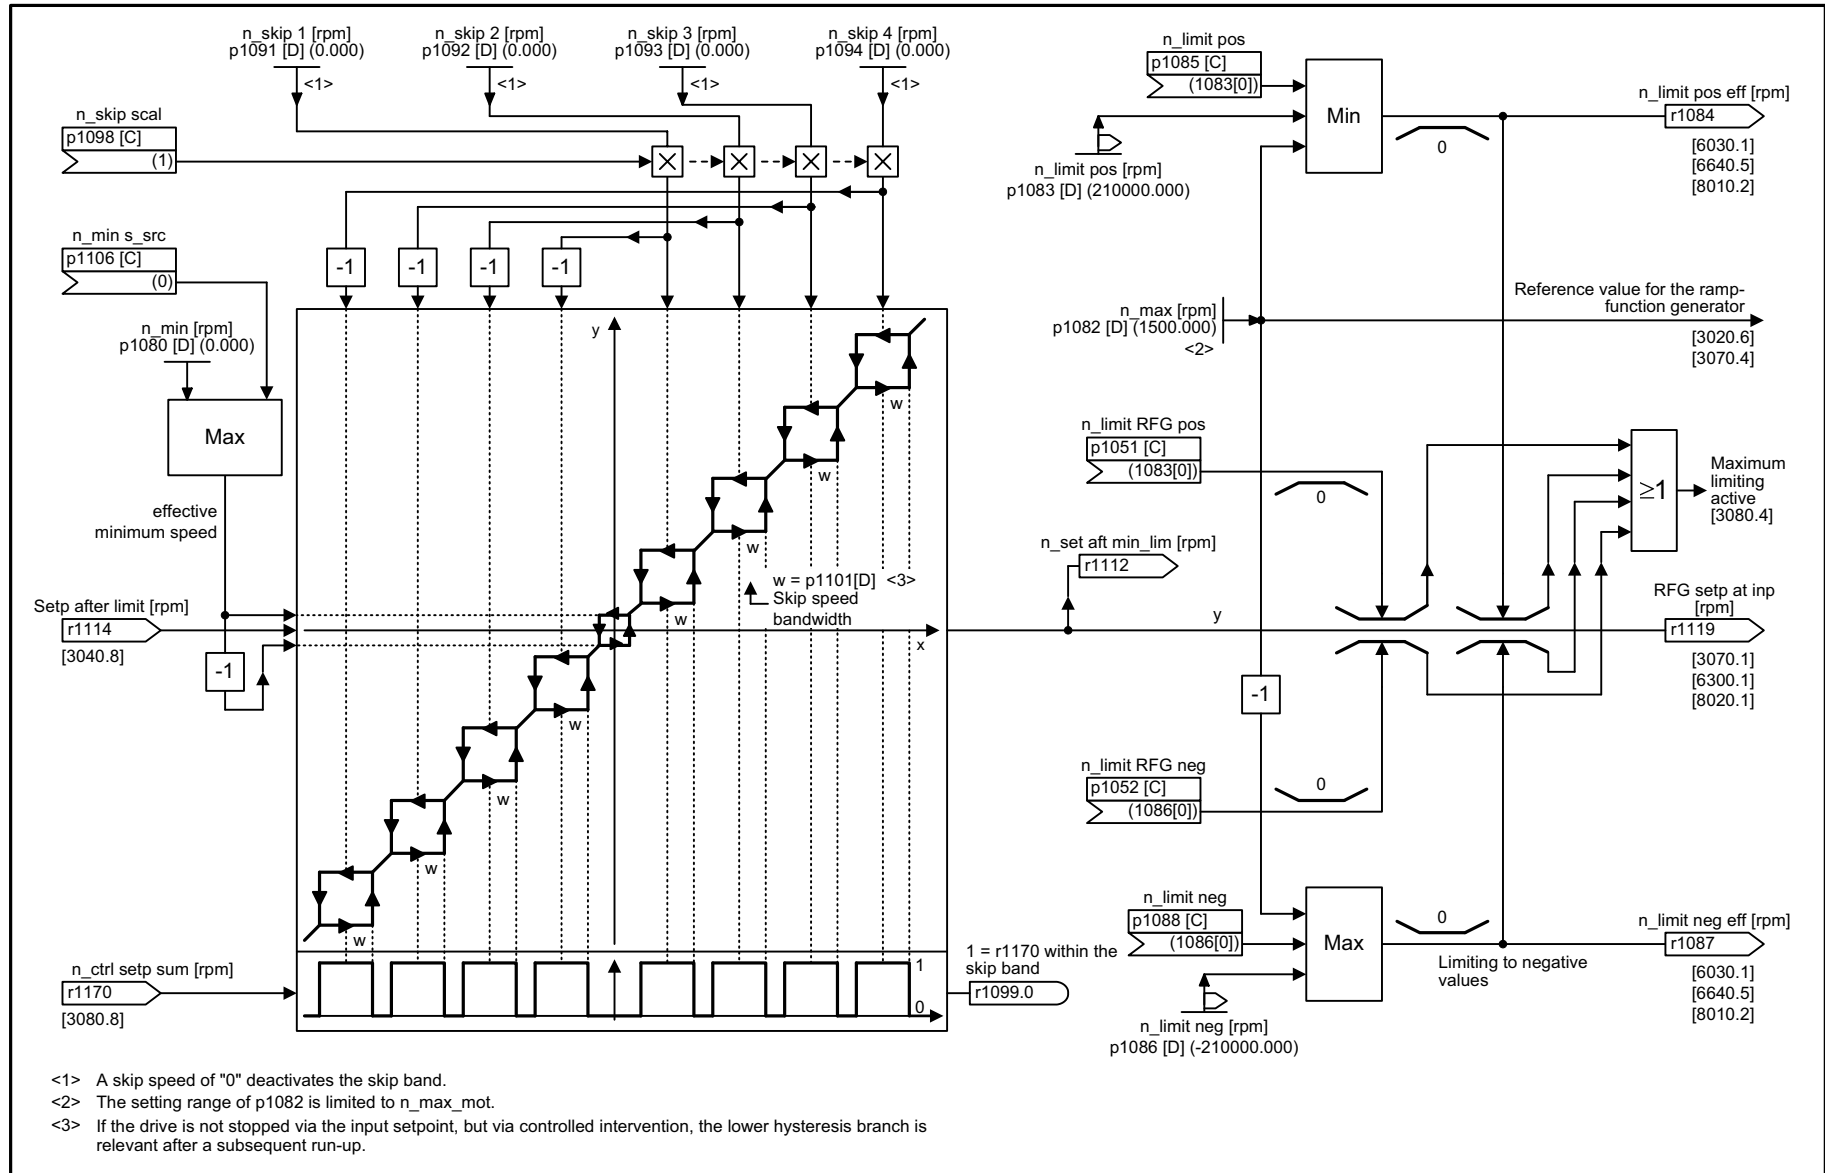 n_skip 1 [rpm]
p1091 [D] (0.000)
<1>
n_skip 2 [rpm]
p1092 [D] (0.000)
<1>
n_skip 3 [rpm]
p1093 [D] (0.000)
<1>
n_skip 4 [rpm]
p1094 [D] (0.000)
<1>
n_skip scal
p1098 [C]
(1)
n_min s_src
p1106 [C]
(0)
n_min [rpm]
p1080 [D] (0.000)
Max
effective
minimum speed
Setp after limit [rpm]
r1114
[3040.8]
-1
n_ctrl setp sum [rpm]
r1170
[3080.8]
-1
-1
-1
-1
y
x
w
w
w
w
w
w
w
w
w = p1101[D] <3>
Skip speed
bandwidth
1
0
1 = r1170 within the
skip band
r1099.0
n_set aft min_lim [rpm]
r1112
n_limit pos
p1085 [C]
(1083[0])
n_limit pos [rpm]
p1083 [D] (210000.000)
Min
0
n_limit pos eff [rpm]
r1084
[6030.1]
[6640.5]
[8010.2]
n_max [rpm]
p1082 [D] (1500.000)
<2>
Reference value for the ramp-
function generator
[3020.6]
[3070.4]
n_limit RFG pos
p1051 [C]
(1083[0])
0
≥1
Maximum
limiting
active
[3080.4]
y
RFG setp at inp
[rpm]
r1119
[3070.1]
[6300.1]
[8020.1]
-1
n_limit RFG neg
p1052 [C]
(1086[0])
0
n_limit neg
p1088 [C]
(1086[0])
n_limit neg [rpm]
p1086 [D] (-210000.000)
Max
0
Limiting to negative
values
n_limit neg eff [rpm]
r1087
[6030.1]
[6640.5]
[8010.2]
<1> A skip speed of "0" deactivates the skip band.
<2> The setting range of p1082 is limited to n_max_mot.
<3> If the drive is not stopped via the input setpoint, but via controlled intervention, the lower hysteresis branch is
relevant after a subsequent run-up.